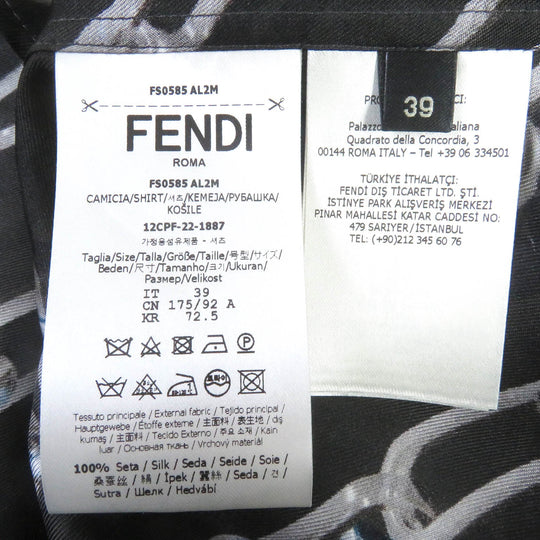 FS0585 AL2M
FENDI
ROMA
FS0585 AL2M
CAMICIA/SHIRT/셔츠/KEMEJA/РУБАШКА/
KOŠILE
12CPF-22-1887
가정용섬유제품 - 셔츠
Taglia/Size/Talla/Größe/Taille/号型/サイズ/
Beden/尺寸/Tamanho/크기/Ukuran/
Размер/Velikost
IT 39
CN 175/92 A
KR 72.5
Tessuto principale / External fabric / Tejido principal /
Hauptgewebe / Étoffe externe / 主面料 / 表生地 / dış
kumaş / 主面料 / Tecido Externo / 주요 소재 / Kain
luar / Основная ткань / Vrchový materiál
100% Seta / Silk / Seda / Seide / Soie /
桑蚕丝 / 絹 / İpek / 蠶絲 / Seda / 견 /
Sutra / Шелк / Hedvábí
39
Palazzo
Quadrato della Concordia, 3
00144 ROMA ITALY – Tel +39 06 334501
TÜRKİYE İTHALATÇI:
FENDI DIŞ TİCARET LTD. ŞTİ.
İSTİNYE PARK ALIŞVERİŞ MERKEZİ
PINAR MAHALLESİ KATAR CADDESİ NO:
479 SARIYER/İSTANBUL
TEL: (+90)212 345 60 76